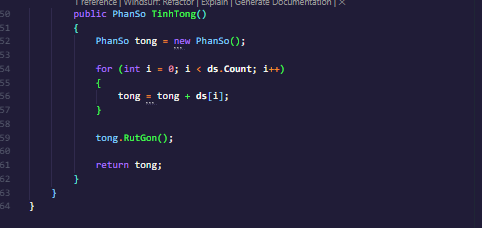 1 reference | Windsurf: Refactor | Explain | Generate Documentation | ×
50 public PhanSo TinhTong()
51 {
52 PhanSo tong = new PhanSo();
53
54 for (int i = 0; i < ds.Count; i++)
55 {
56 tong = tong + ds[i];
57 }
58
59 tong.RutGon();
60
61 return tong;
62 }
63 }
64 }